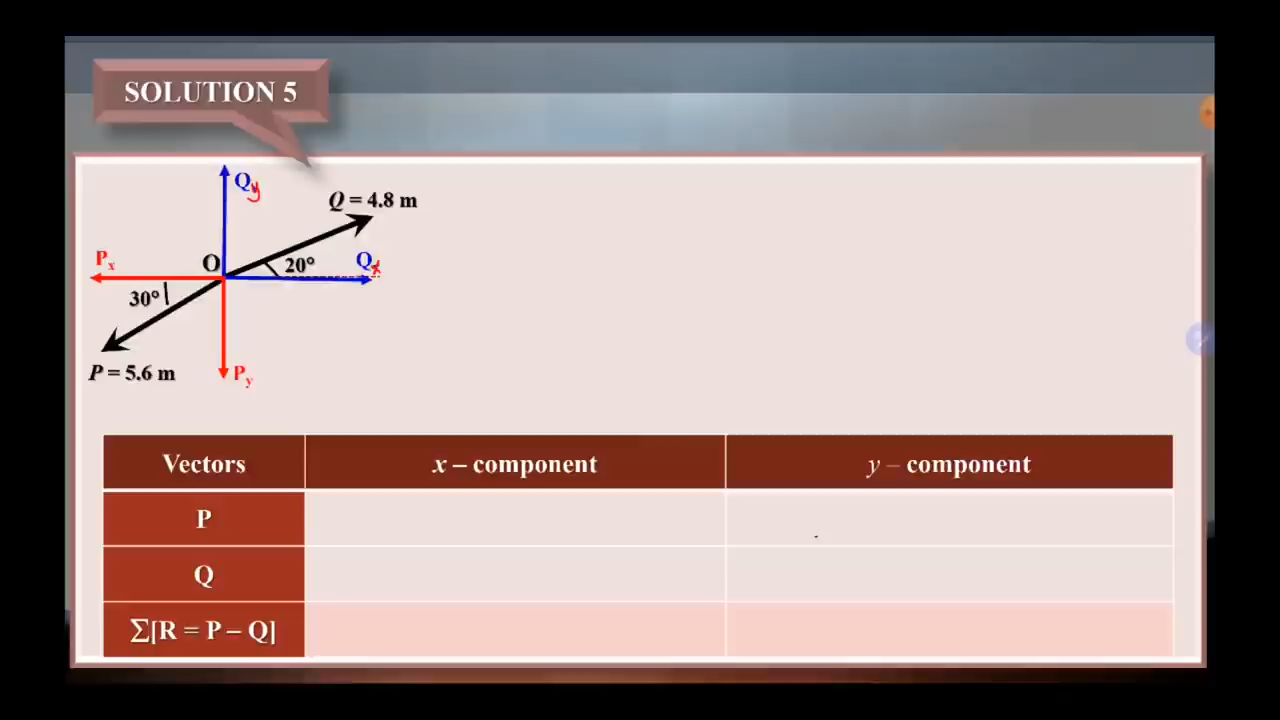 SOLUTION 5
Qy
Q = 4.8 m
Px
O
20°
Qx
30°
P = 5.6 m
Py
Vectors
x – component
y – component
P
Q
∑[R = P – Q]